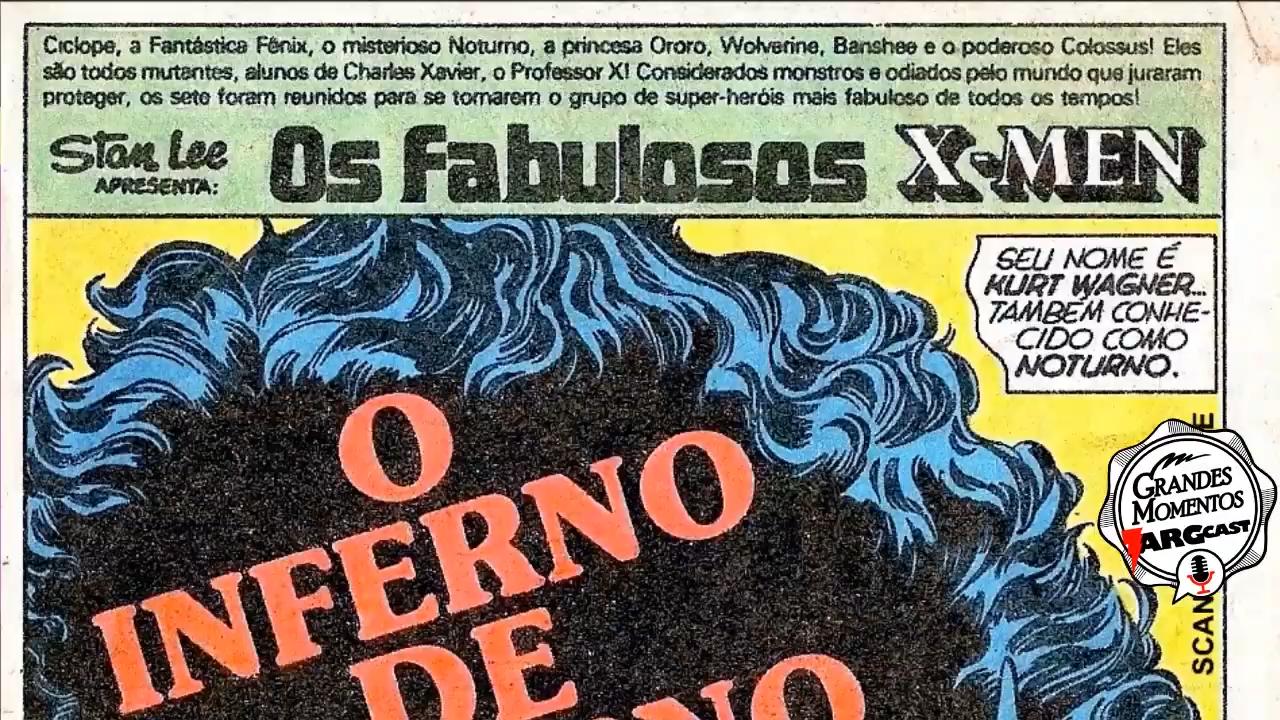 Ciclope, a Fantástica Fênix, o misterioso Noturno, a princesa Ororo, Wolverine, Banshee e o poderoso Colossus! Eles
são todos mutantes, alunos de Charles Xavier, o Professor X! Considerados monstros e odiados pelo mundo que juraram
proteger, os sete foram reunidos para se tornarem o grupo de super-heróis mais fabuloso de todos os tempos!
Stan Lee
APRESENTA:
Os Fabulosos X-MEN
SEU NOME É
KURT WAGNER...
TAMBÉM CONHE-
CIDO COMO
NOTURNO.
O
INFERNO
DE
GRANDES
MOMENTOS
ARGCAST
SCAN